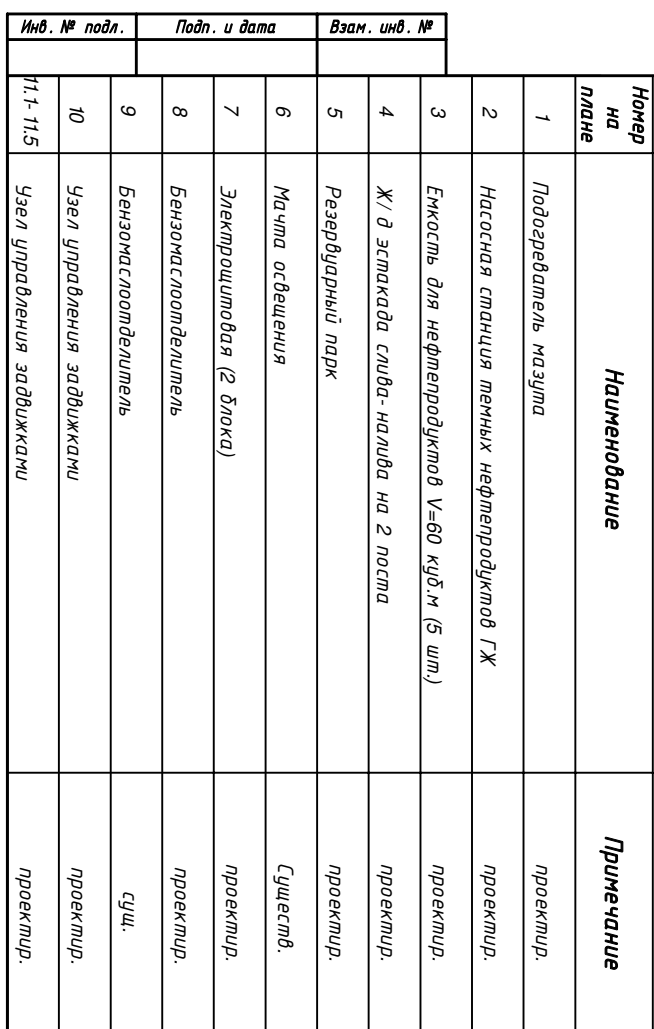 Инв. № подл. Подп. и дата Взам. инв. №
Номер на плане Наименование Примечание
1 Подогреватель мазута проектир.
2 Насосная станция темных нефтепродуктов ГЖ проектир.
3 Емкость для нефтепродуктов V=60 куб.м (5 шт.) проектир.
4 Ж/д эстакада слива-налива на 2 поста проектир.
5 Резервуарный парк проектир.
6 Мачта освещения Существ.
7 Электрощитовая (2 блока) проектир.
8 Бензомаслоотделитель проектир.
9 Бензомаслоотделитель сущ.
10 Узел управления задвижками проектир.
11.1-11.5 Узел управления задвижками проектир.